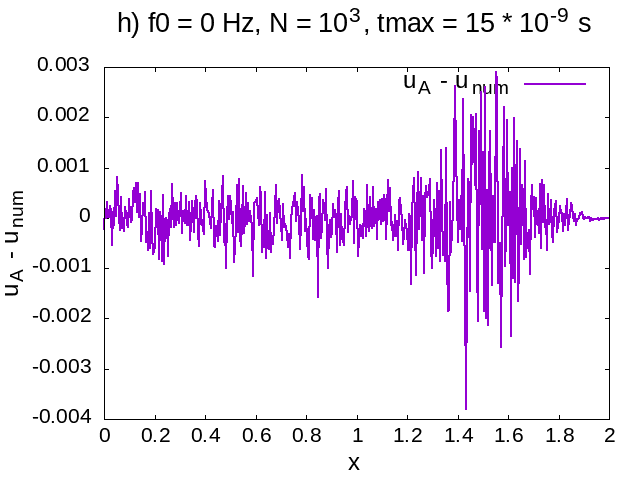 h) f0 = 0 Hz, N = 10³, tmax = 15 * 10⁻⁹ s
u_A - u_num
0.003
0.002
0.001
0
-0.001
-0.002
-0.003
-0.004
u_A - u_num
0 0.2 0.4 0.6 0.8 1 1.2 1.4 1.6 1.8 2
x